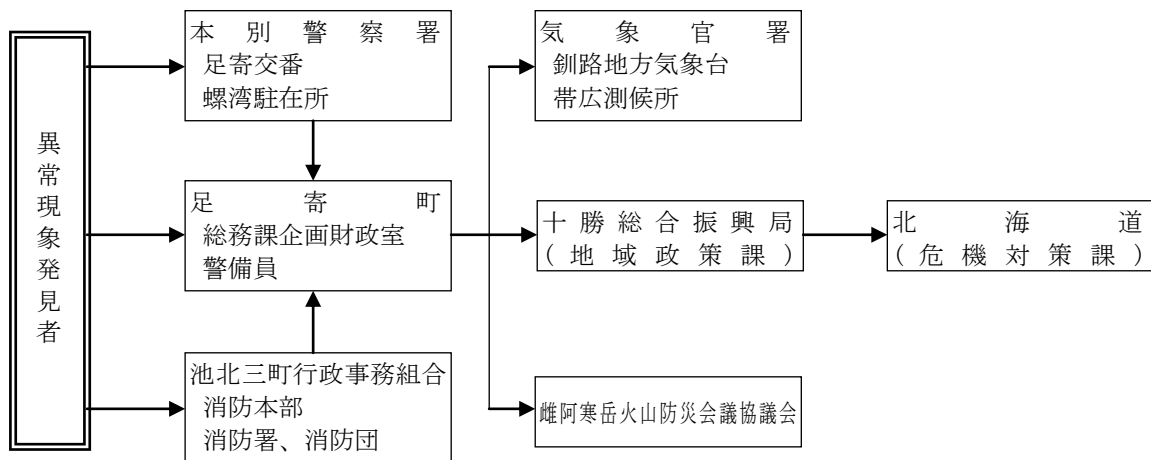 異常現象発見者
本別警察署
足寄交番
螺湾駐在所
足寄町
総務課企画財政室
警備員
池北三町行政事務組合
消防本部
消防署、消防団
気象官署
釧路地方気象台
帯広測候所
十勝総合振興局
(地域政策課)
雌阿寒岳火山防災会議協議会
北海道
(危機対策課)